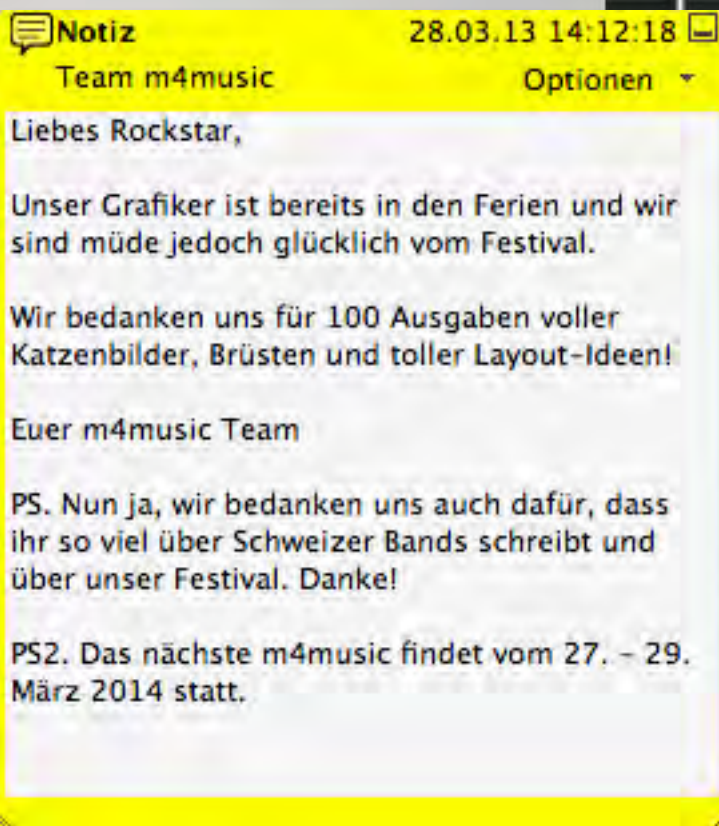 Notiz 28.03.13 14:12:18
Team m4music Optionen
Liebes Rockstar,
Unser Grafiker ist bereits in den Ferien und wir
sind müde jedoch glücklich vom Festival.
Wir bedanken uns für 100 Ausgaben voller
Katzenbilder, Brüsten und toller Layout-Ideen!
Euer m4music Team
PS. Nun ja, wir bedanken uns auch dafür, dass
ihr so viel über Schweizer Bands schreibt und
über unser Festival. Danke!
PS2. Das nächste m4music findet vom 27. – 29.
März 2014 statt.